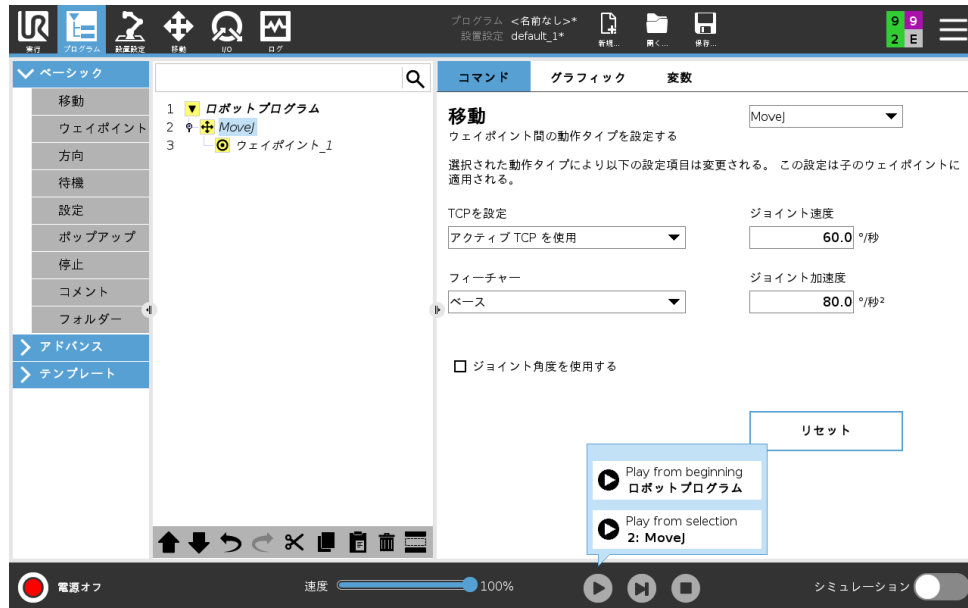 UR
実行
プログラム
設置設定
移動
I/O
ログ
プログラム <名前なし>*
設置設定 default_1*
新規...
開く...
保存...
9 9
2 E
ベーシック
移動
ウェイポイント
方向
待機
設定
ポップアップ
停止
コメント
フォルダー
アドバンス
テンプレート
1 ロボットプログラム
2 MoveJ
3 ウェイポイント_1
コマンド グラフィック 変数
移動
MoveJ
ウェイポイント間の動作タイプを設定する
選択された動作タイプにより以下の設定項目は変更される。 この設定は子のウェイポイントに
適用される。
TCPを設定
ジョイント速度
アクティブ TCP を使用
60.0 °/秒
フィーチャー
ジョイント加速度
ベース
80.0 °/秒²
ジョイント角度を使用する
リセット
Play from beginning
ロボットプログラム
Play from selection
2: MoveJ
電源オフ
速度
100%
シミュレーション